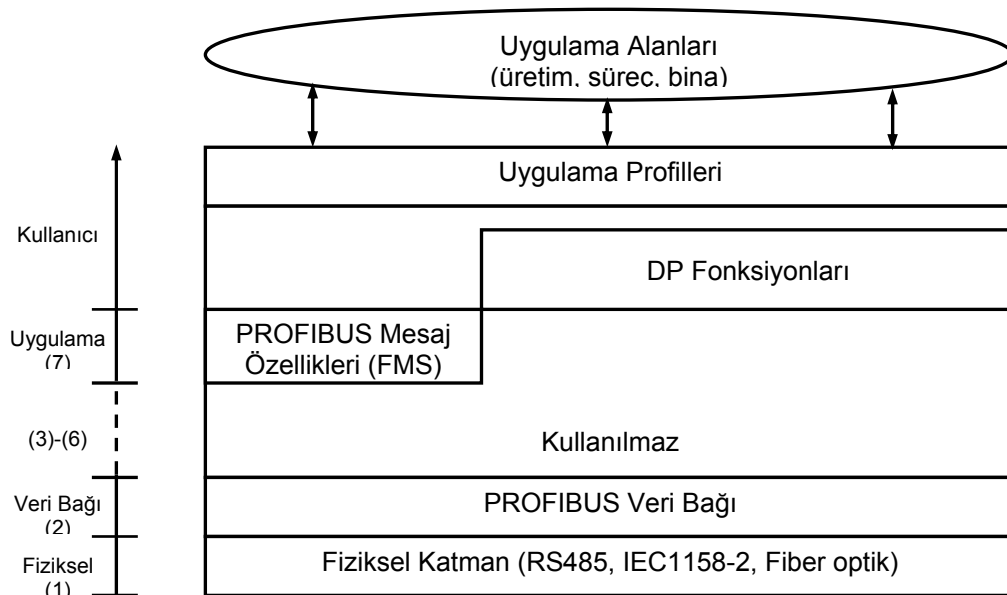 Uygulama Alanları
(üretim, süreç, bina)
Uygulama Profilleri
Kullanıcı
DP Fonksiyonları
Uygulama
(7)
PROFIBUS Mesaj
Özellikleri (FMS)
(3)-(6)
Kullanılmaz
Veri Bağı
(2)
PROFIBUS Veri Bağı
Fiziksel
(1)
Fiziksel Katman (RS485, IEC1158-2, Fiber optik)